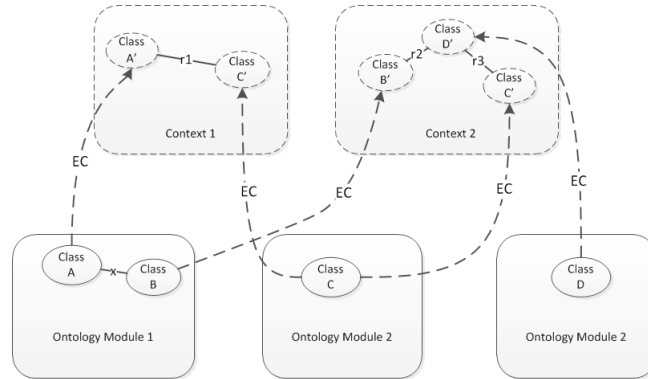 Class
A’
r1
Class
C’
Context 1
Class
D’
r2
r3
Class
B’
Class
C’
Context 2
EC
EC
EC
EC
EC
Class
A
x
Class
B
Ontology Module 1
Class
C
Ontology Module 2
Class
D
Ontology Module 2